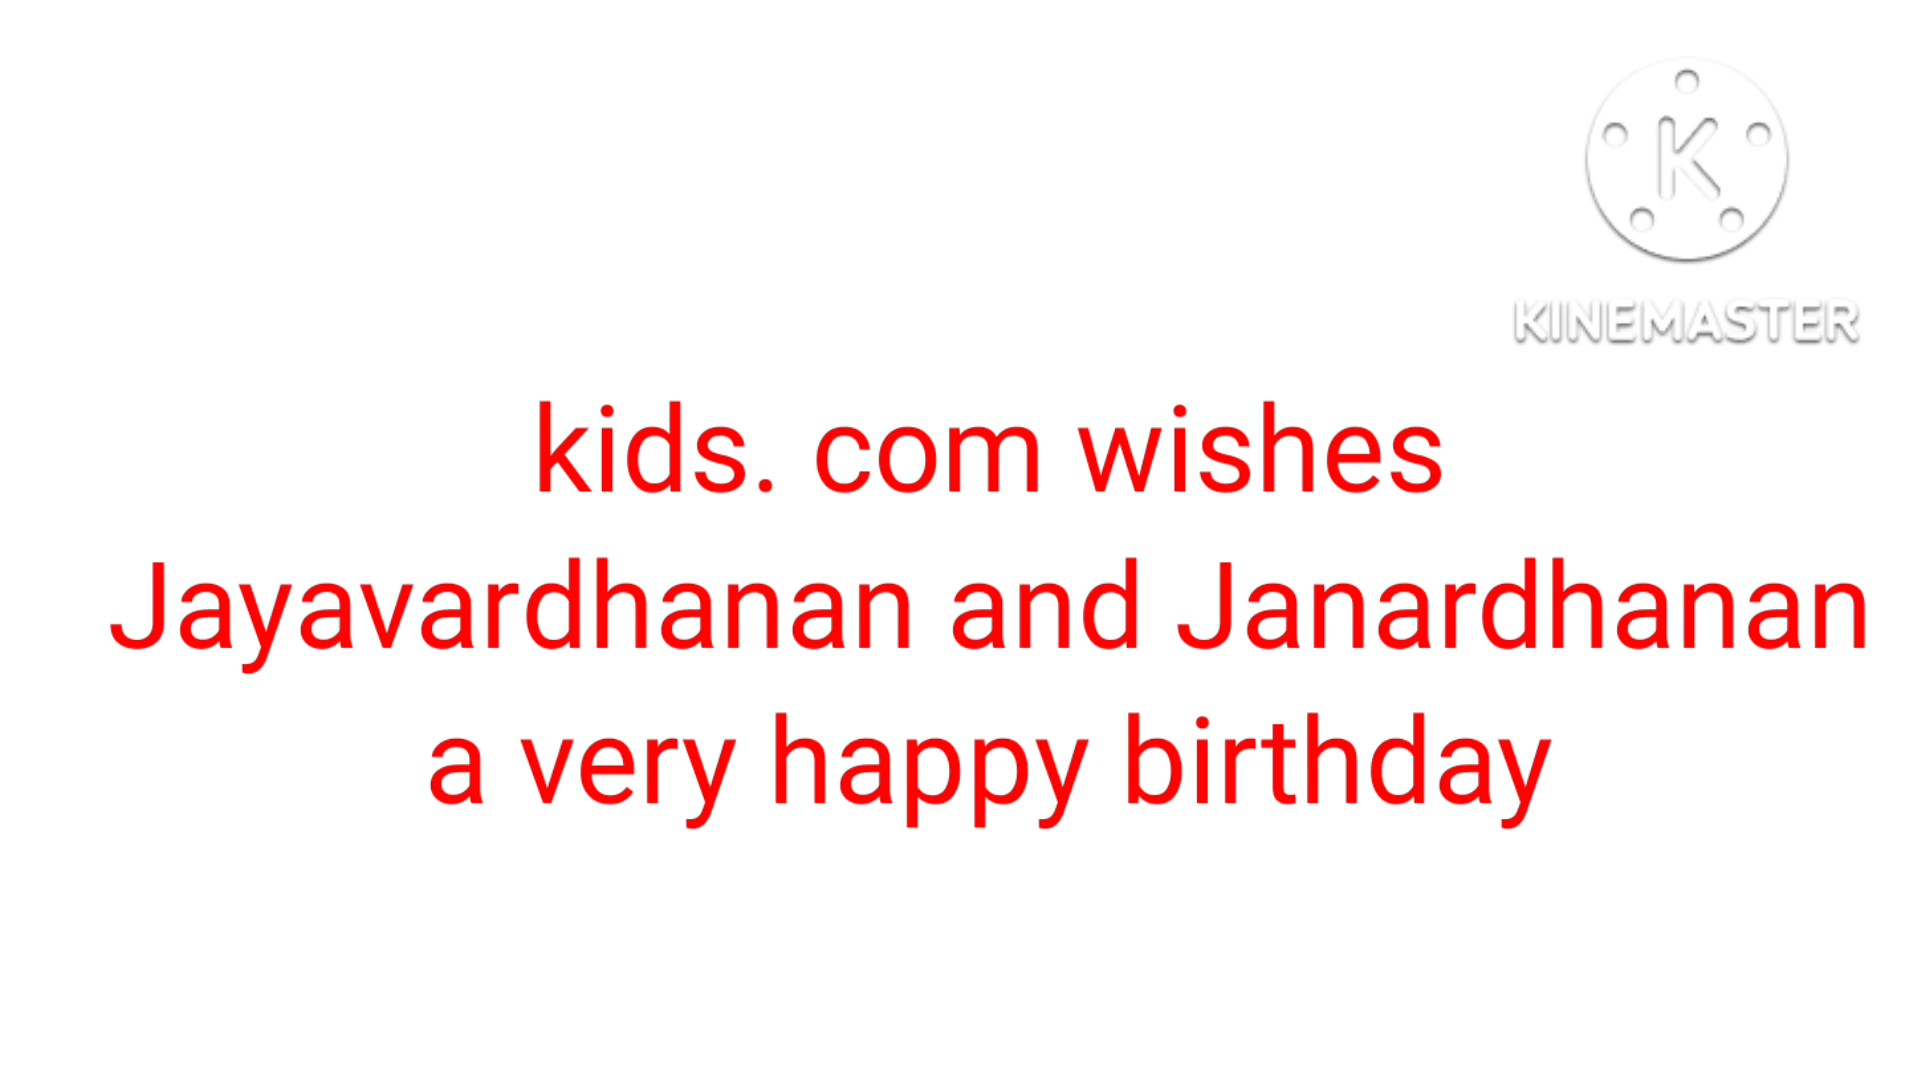 K
KINEMASTER
kids. com wishes
Jayavardhanan and Janardhanan
a very happy birthday